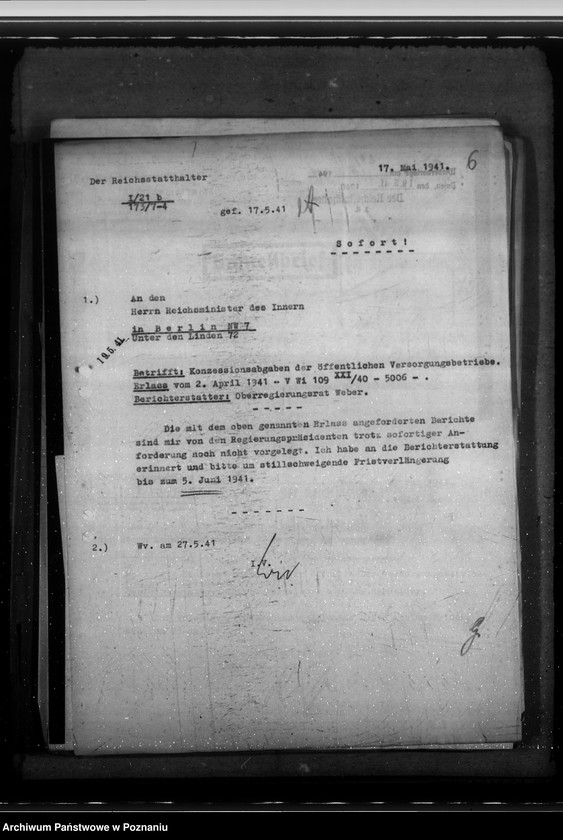 17. Mai 1941.
6
Der Reichsstatthalter
I/21 b
175/7-4
gef. 17.5.41
Sofort!
1.) An den
Herrn Reichsminister des Innern
in Berlin NW 7
Unter den Linden 72
19.5.41
Betrifft: Konzessionsabgaben der öffentlichen Versorgungsbetriebe.
Erlass vom 2. April 1941 - V Wi 109 XXI/40 - 5006 - .
Berichterstatter: Oberregierungsrat Weber.
Die mit dem oben genannten Erlass angeforderten Berichte
sind mir von den Regierungspräsidenten trotz sofortiger An-
forderung noch nicht vorgelegt. Ich habe an die Berichterstattung
erinnert und bitte um stillschweigende Fristverlängerung
bis zum 5. Juni 1941.
2.) Wv. am 27.5.41
I.V.
Archiwum Państwowe w Poznaniu